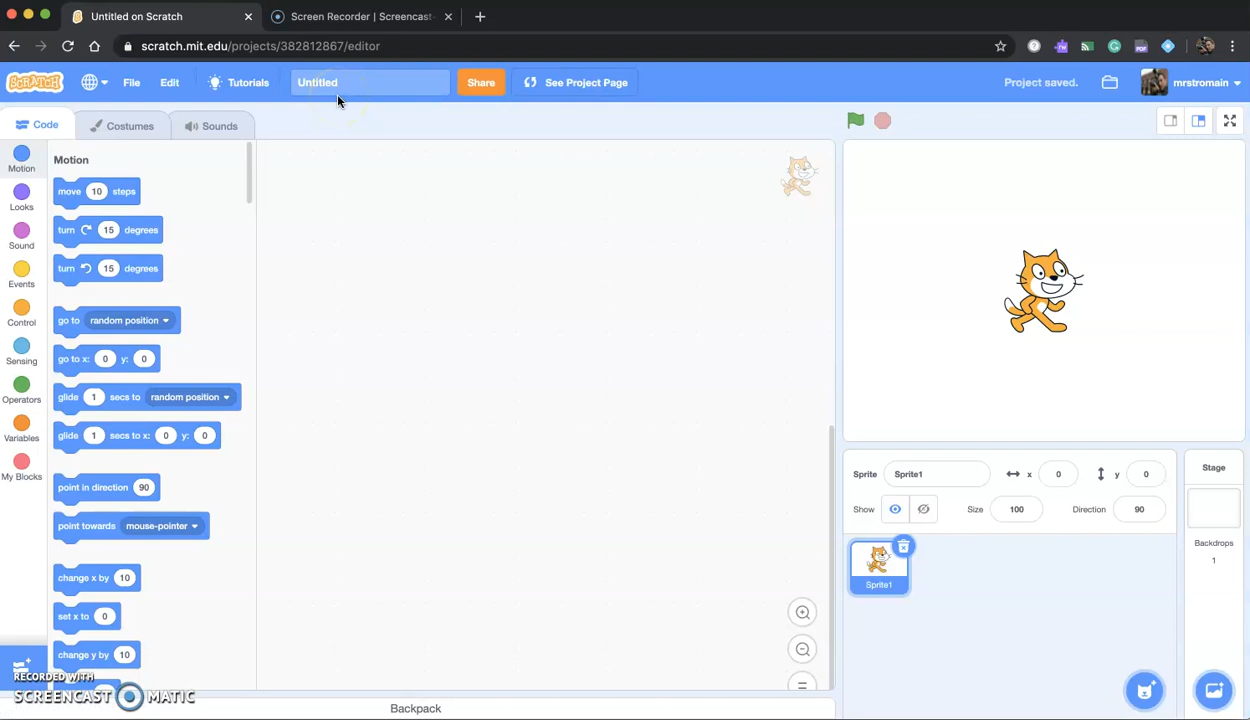 Untitled on Scratch
Screen Recorder | Screencast-
scratch.mit.edu/projects/382812867/editor
SCRATCH
File
Edit
Tutorials
Untitled
Share
See Project Page
Project saved.
mrstromain
Code
Costumes
Sounds
Motion
Looks
Sound
Events
Control
Sensing
Operators
Variables
My Blocks
Motion
move 10 steps
turn 15 degrees
turn 15 degrees
go to random position
go to x: 0 y: 0
glide 1 secs to random position
glide 1 secs to x: 0 y: 0
point in direction 90
point towards mouse-pointer
change x by 10
set x to 0
change y by 10
Sprite Sprite1 x 0 y 0
Show Size 100 Direction 90
Sprite1
Stage
Backdrops
1
Backpack
RECORDED WITH
SCREENCAST MATIC